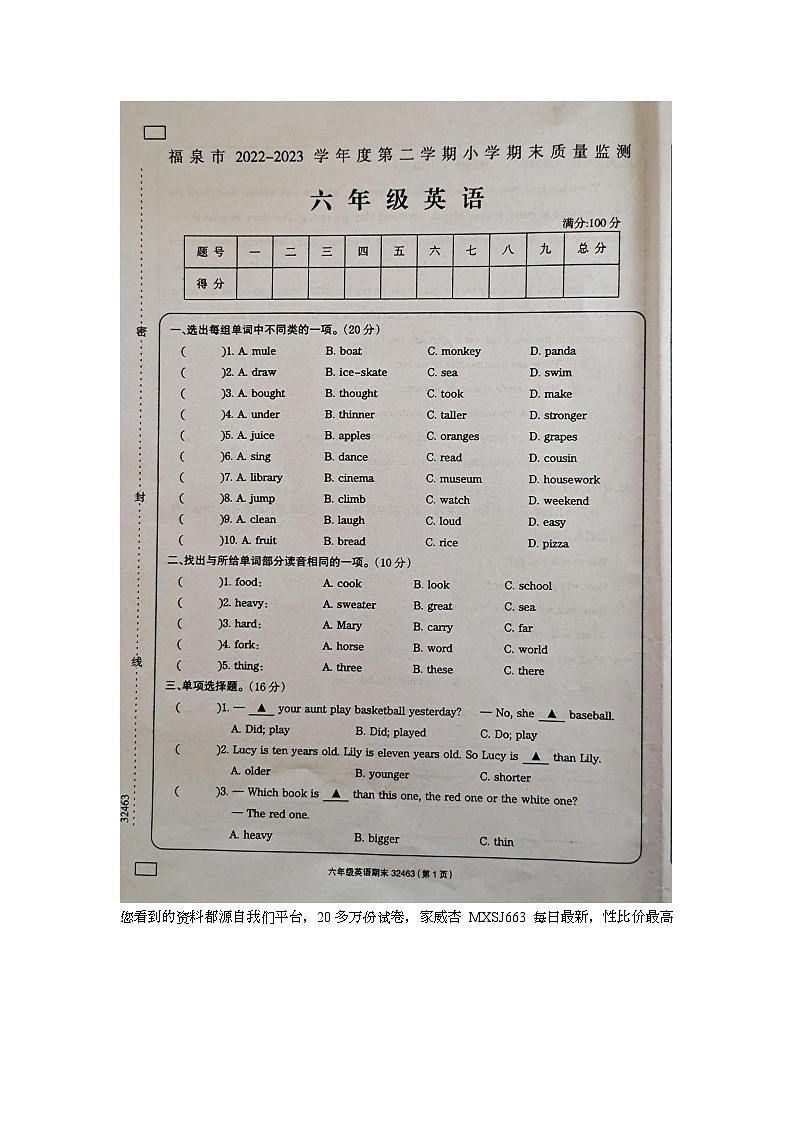 福泉市 2022-2023 学年度第二学期小学期末质量监测
六年级英语
满分:100分
题号 一 二 三 四 五 六 七 八 九 总分
得分
一、选出每组单词中不同类的一项。(20分)
( )1. A. mule B. boat C. monkey D. panda
( )2. A. draw B. ice-skate C. sea D. swim
( )3. A. bought B. thought C. took D. make
( )4. A. under B. thinner C. taller D. stronger
( )5. A. juice B. apples C. oranges D. grapes
( )6. A. sing B. dance C. read D. cousin
( )7. A. library B. cinema C. museum D. housework
( )8. A. jump B. climb C. watch D. weekend
( )9. A. clean B. laugh C. loud D. easy
( )10. A. fruit B. bread C. rice D. pizza
二、找出与所给单词部分读音相同的一项。(10分)
( )1. food: A. cook B. look C. school
( )2. heavy: A. sweater B. great C. sea
( )3. hard: A. Mary B. carry C. far
( )4. fork: A. horse B. word C. world
( )5. thing: A. three B. these C. there
三、单项选择题。(16分)
( )1. — ▲ your aunt play basketball yesterday? — No, she ▲ baseball.
A. Did; play B. Did; played C. Do; play
( )2. Lucy is ten years old. Lily is eleven years old. So Lucy is ▲ than Lily.
A. older B. younger C. shorter
( )3. — Which book is ▲ than this one, the red one or the white one?
— The red one.
A. heavy B. bigger C. thin
密
封
线
32463
六年级英语期末 32463(第1页)
您看到的资料都源自我们平台，20多万份试卷，家威杏 MXSJ663 每日最新，性比价最高